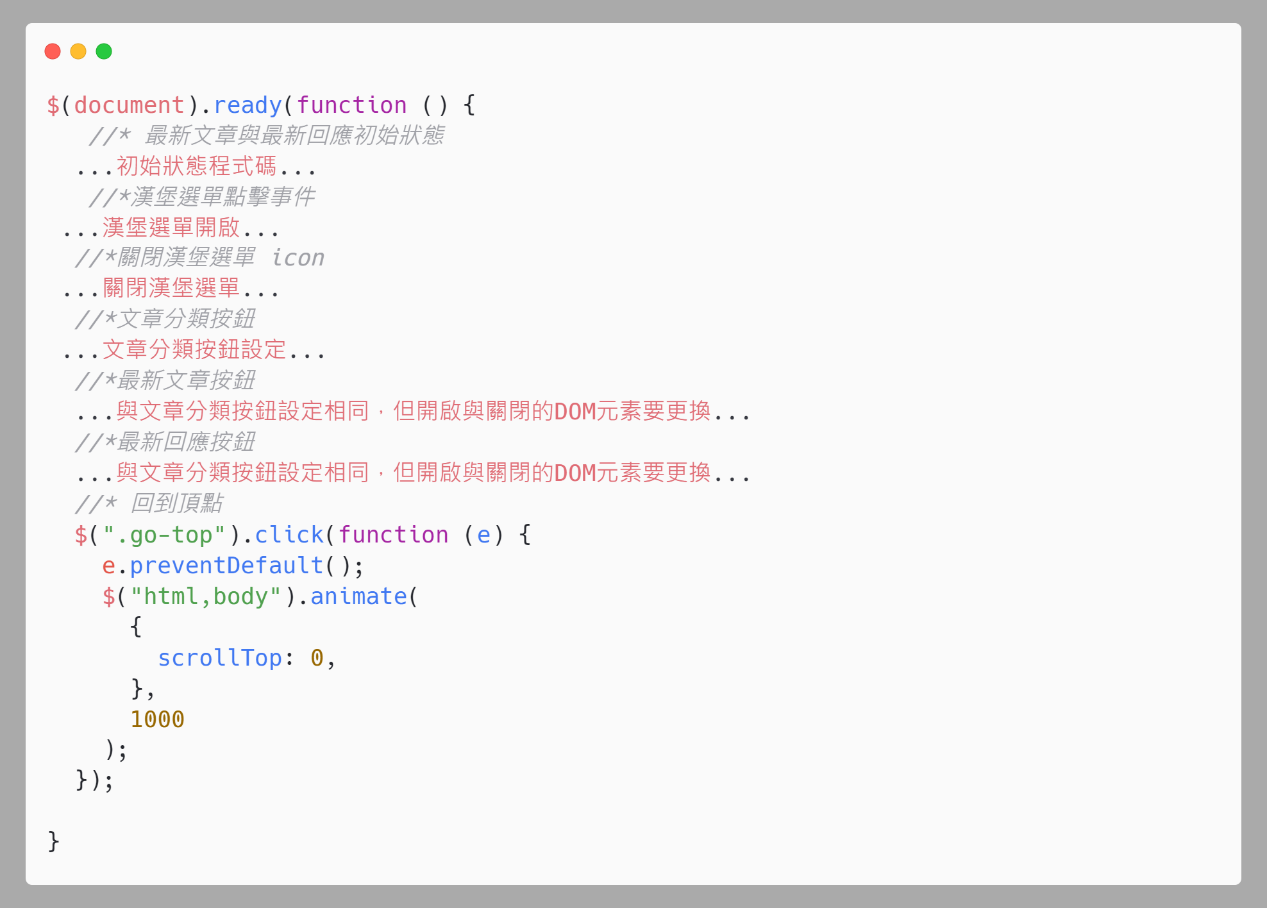 $(document).ready(function () {
//* 最新文章與最新回應初始狀態
...初始狀態程式碼...
//*漢堡選單點擊事件
...漢堡選單開啟...
//*關閉漢堡選單 icon
...關閉漢堡選單...
//*文章分類按鈕
...文章分類按鈕設定...
//*最新文章按鈕
...與文章分類按鈕設定相同，但開啟與關閉的DOM元素要更換...
//*最新回應按鈕
...與文章分類按鈕設定相同，但開啟與關閉的DOM元素要更換...
//* 回到頂點
$(".go-top").click(function (e) {
e.preventDefault();
$("html,body").animate(
{
scrollTop: 0,
},
1000
);
});
}